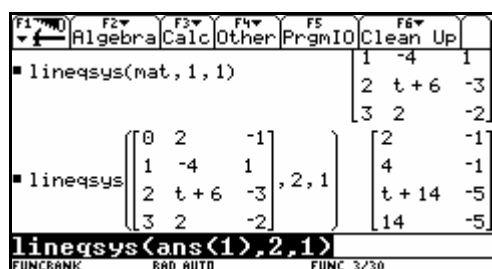 F1 F2 F3 F4 F5 F6
Algebra Calc Other PrgmIO Clean Up
1 -4 1
▪ lineqsys(mat,1,1) 2 t+6 -3
3 2 -2
0 2 -1 2 -1
1 -4 1 4 -1
▪ lineqsys 2 t+6 -3 ,2,1 t+14 -5
3 2 -2 14 -5
lineqsys(ans(1),2,1)
FUNCRANK RAD AUTO FUNC 3/30